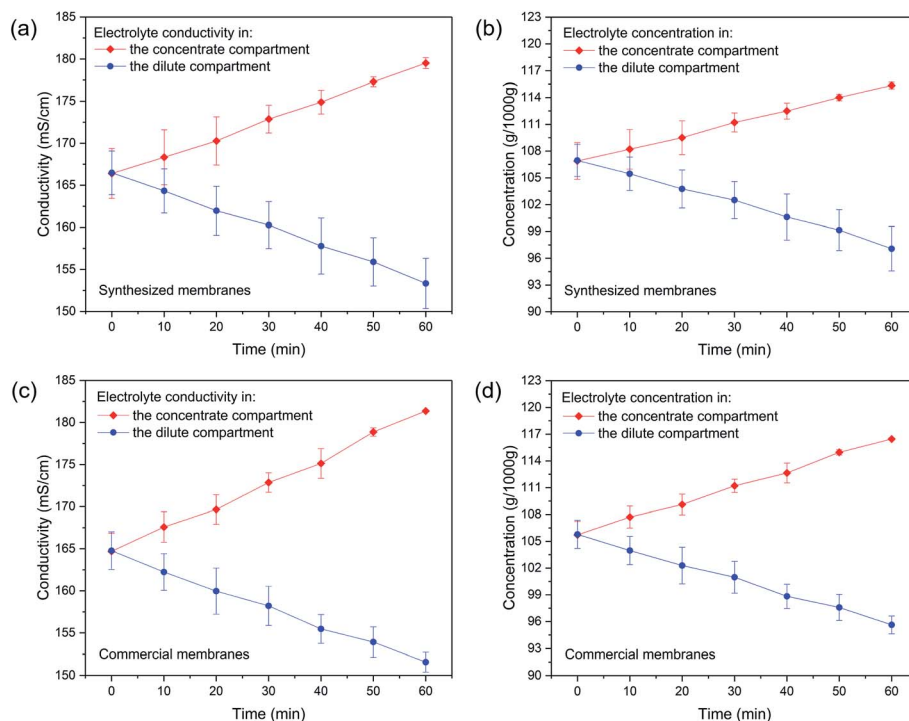 (a)
Electrolyte conductivity in:
the concentrate compartment
the dilute compartment
Conductivity (mS/cm)
185
180
175
170
165
160
155
150
Synthesized membranes
0 10 20 30 40 50 60
Time (min)
(b)
Electrolyte concentration in:
the concentrate compartment
the dilute compartment
Concentration (g/1000g)
123
120
117
114
111
108
105
102
99
96
93
90
Synthesized membranes
0 10 20 30 40 50 60
Time (min)
(c)
Electrolyte conductivity in:
the concentrate compartment
the dilute compartment
Conductivity (mS/cm)
185
180
175
170
165
160
155
150
Commercial membranes
0 10 20 30 40 50 60
Time (min)
(d)
Electrolyte concentration in:
the concentrate compartment
the dilute compartment
Concentration (g/1000g)
123
120
117
114
111
108
105
102
99
96
93
90
Commercial membranes
0 10 20 30 40 50 60
Time (min)